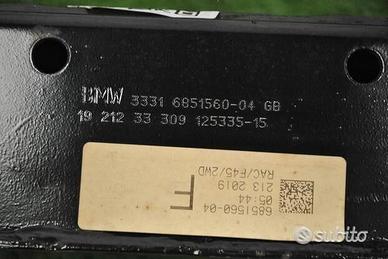 BMW 3331 6851560-04 GB
19 212 33 309 125335-15
RAC/F45/2WD
213 2019
05:44
6851560-04
F
subito